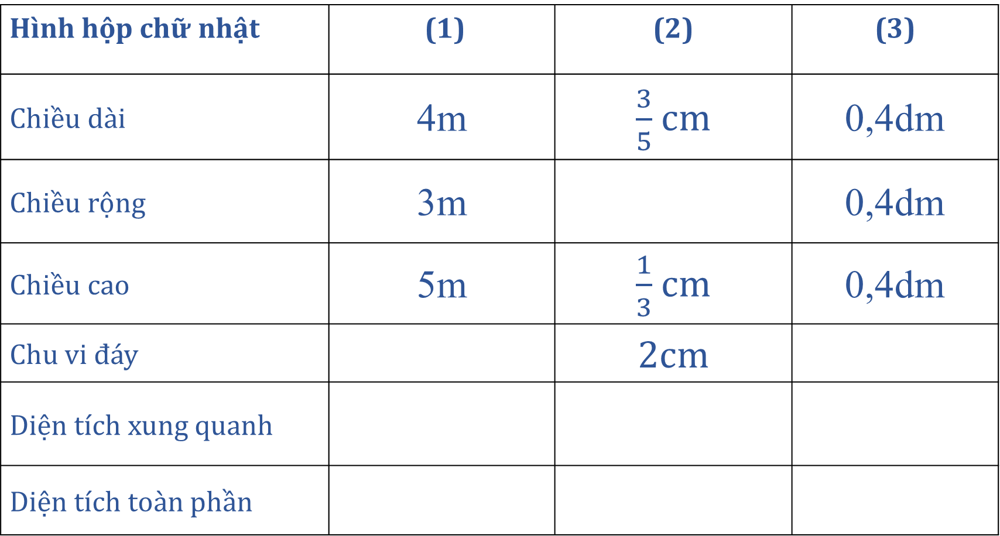 Hình hộp chữ nhật (1) (2) (3)
Chiều dài 4m 3/5 cm 0,4dm
Chiều rộng 3m 0,4dm
Chiều cao 5m 1/3 cm 0,4dm
Chu vi đáy 2cm
Diện tích xung quanh
Diện tích toàn phần